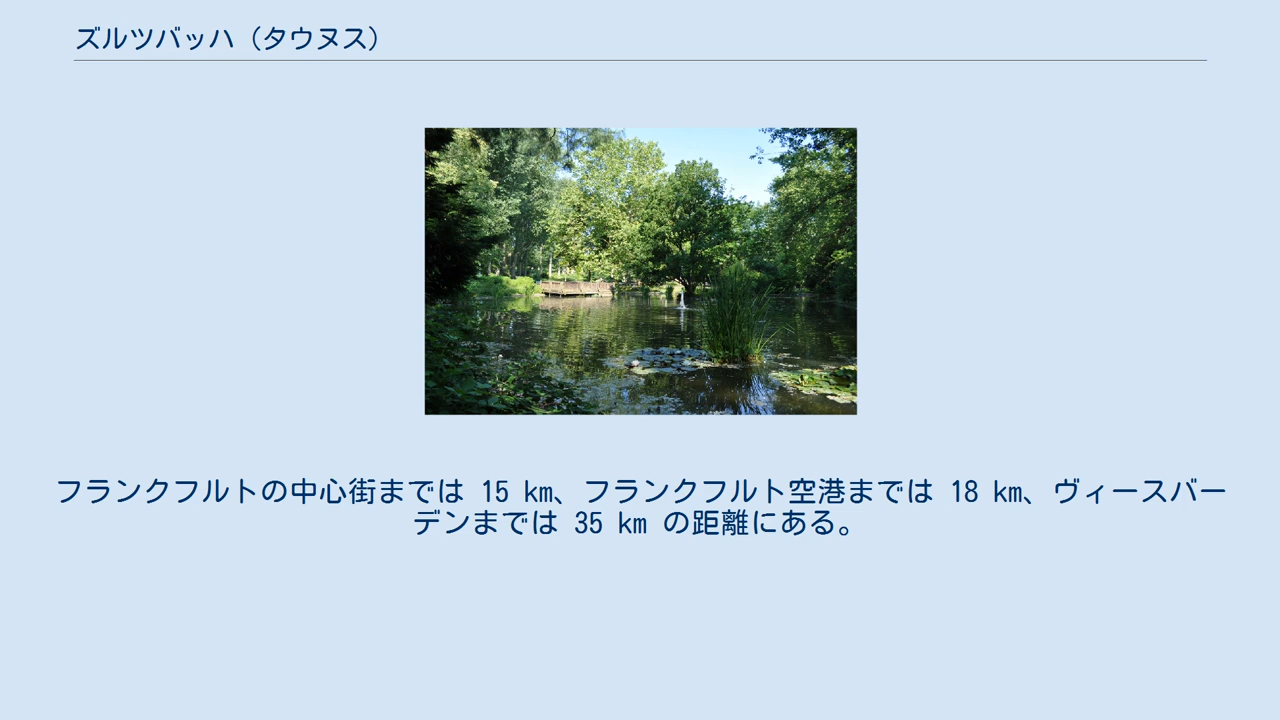 ズルツバッハ（タウヌス）
フランクフルトの中心街までは 15 km、フランクフルト空港までは 18 km、ヴィースバー
デンまでは 35 km の距離にある。